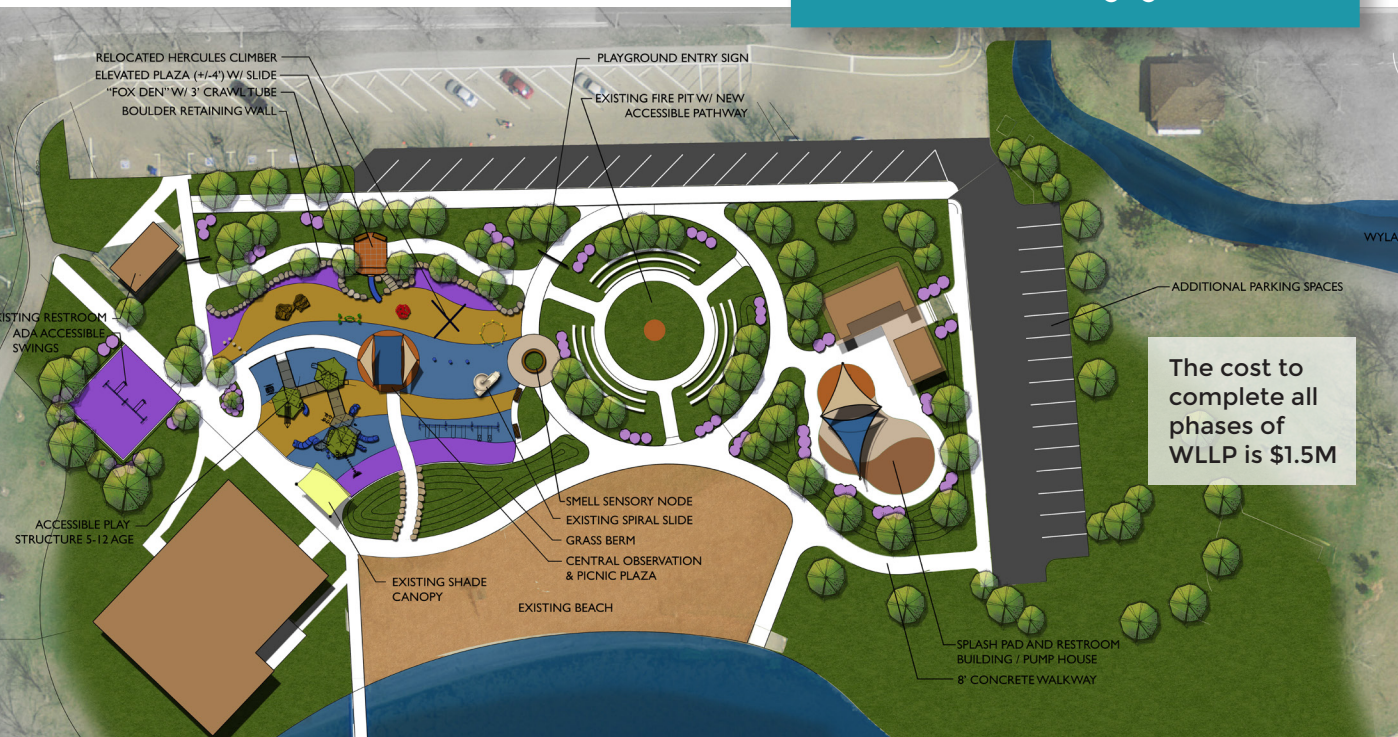 RELOCATED HERCULES CLIMBER
ELEVATED PLAZA (+/-4') W/ SLIDE
"FOX DEN" W/ 3' CRAWL TUBE
BOULDER RETAINING WALL
PLAYGROUND ENTRY SIGN
EXISTING FIRE PIT W/ NEW
ACCESSIBLE PATHWAY
ADDITIONAL PARKING SPACES
RESTROOM
ADA ACCESSIBLE
SWINGS
The cost to
complete all
phases of
WLLP is $1.5M
ACCESSIBLE PLAY
STRUCTURE 5-12 AGE
SMELL SENSORY NODE
EXISTING SPIRAL SLIDE
GRASS BERM
CENTRAL OBSERVATION
& PICNIC PLAZA
EXISTING SHADE
CANOPY
EXISTING BEACH
SPLASH PAD AND RESTROOM
BUILDING / PUMP HOUSE
8' CONCRETE WALKWAY